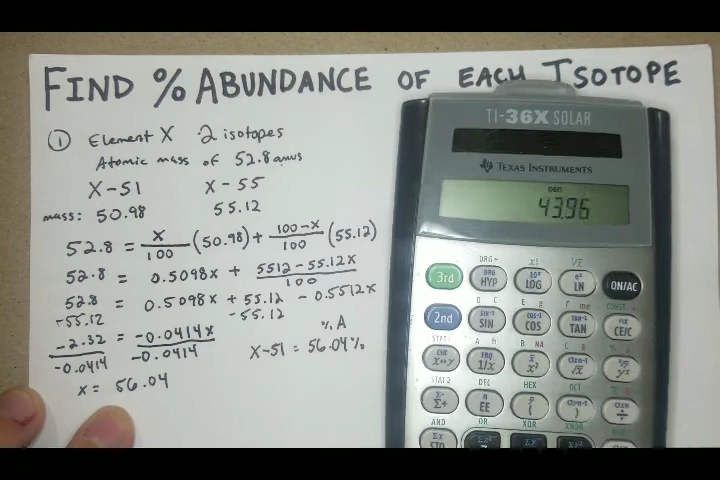 FIND % ABUNDANCE OF EACH ISOTOPE
① Element X 2 isotopes
Atomic mass of 52.8 amus
X-51 X-55
mass: 50.98 55.12
52.8 = x/100 (50.98) + 100-x/100 (55.12)
52.8 = 0.5098x + 5512-55.12x/100
52.8 = 0.5098x + 55.12 - 0.5512x
-55.12 -55.12
-2.32/-0.0414 = -0.0414x/-0.0414
x = 56.04
% A
X-51 = 56.04%
TI-36X SOLAR
TEXAS INSTRUMENTS
DEG
43.96
3rd HYP LOG LN ON/AC
2nd SIN COS TAN CE/C
x↔y 1/x x² √x yˣ
Σ+ EE ( ) ÷
STO